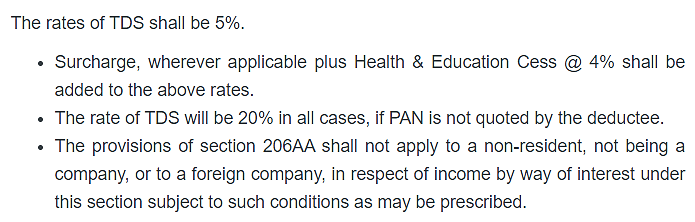 The rates of TDS shall be 5%.
• Surcharge, wherever applicable plus Health & Education Cess @ 4% shall be
added to the above rates.
• The rate of TDS will be 20% in all cases, if PAN is not quoted by the deductee.
• The provisions of section 206AA shall not apply to a non-resident, not being a
company, or to a foreign company, in respect of income by way of interest under
this section subject to such conditions as may be prescribed.